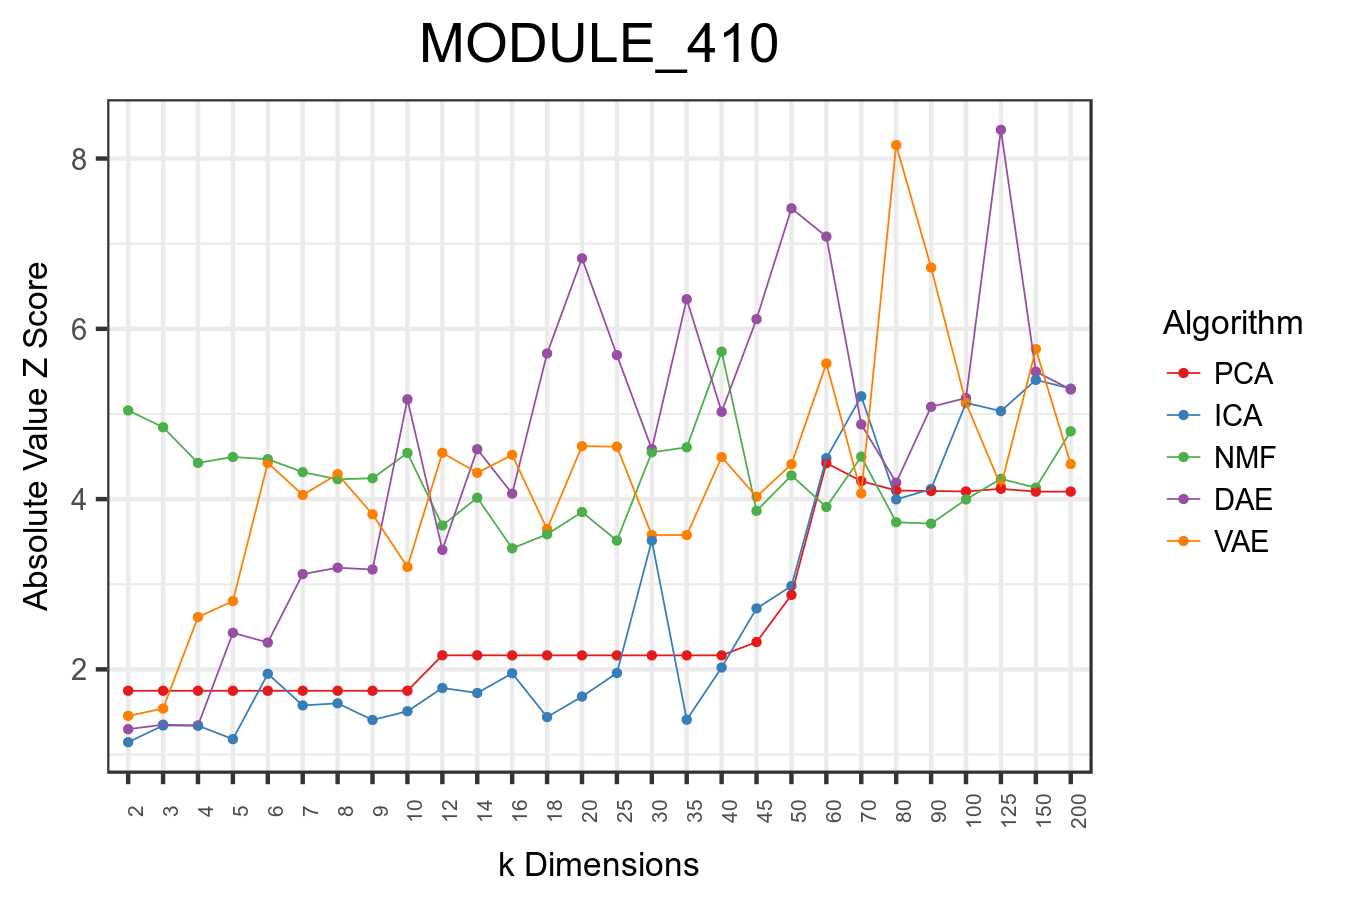 MODULE_410
Absolute Value Z Score
8
6
4
2
2 3 4 5 6 7 8 9 10 12 14 16 18 20 25 30 35 40 45 50 60 70 80 90 100 125 150 200
k Dimensions
Algorithm
PCA
ICA
NMF
DAE
VAE